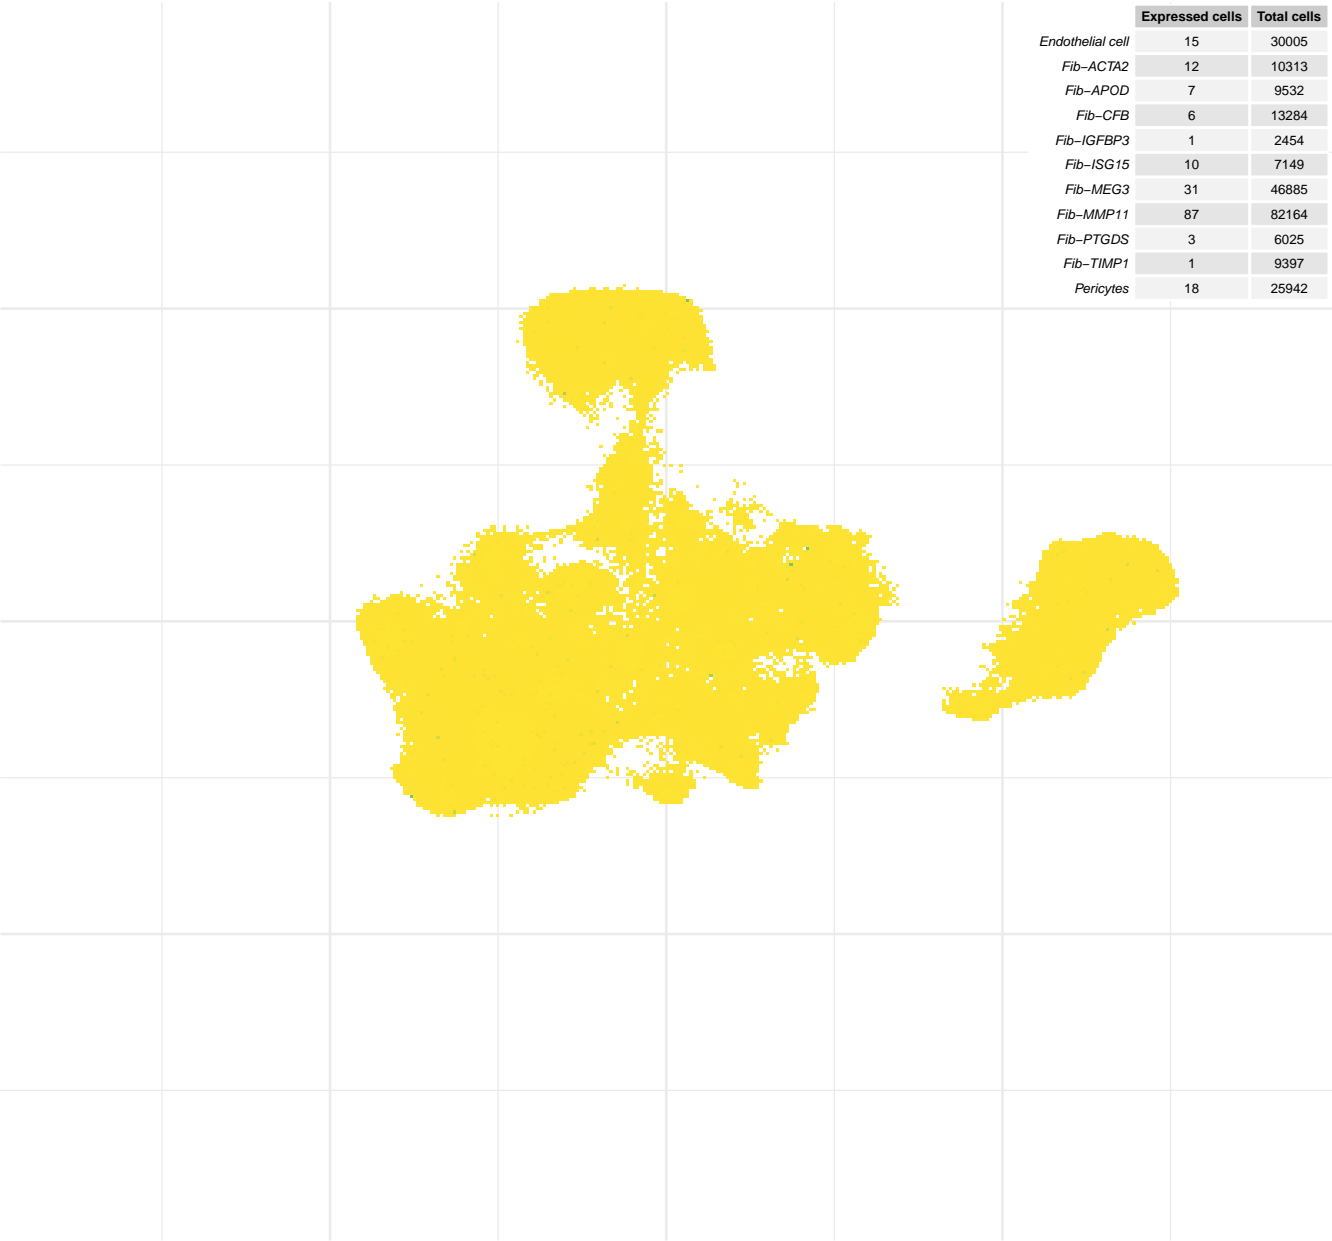 Expressed cells Total cells
Endothelial cell 15 30005
Fib−ACTA2 12 10313
Fib−APOD 7 9532
Fib−CFB 6 13284
Fib−IGFBP3 1 2454
Fib−ISG15 10 7149
Fib−MEG3 31 46885
Fib−MMP11 87 82164
Fib−PTGDS 3 6025
Fib−TIMP1 1 9397
Pericytes 18 25942